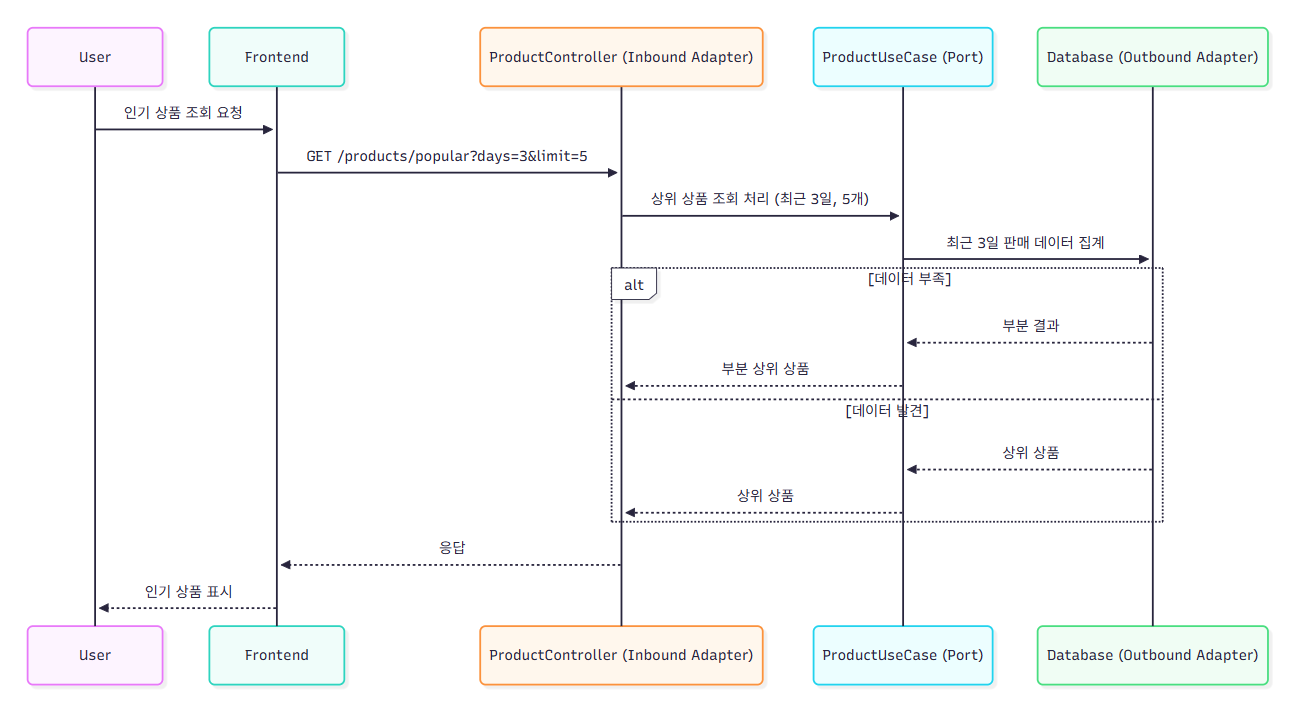 User
Frontend
ProductController (Inbound Adapter)
ProductUseCase (Port)
Database (Outbound Adapter)
인기 상품 조회 요청
GET /products/popular?days=3&limit=5
상위 상품 조회 처리 (최근 3일, 5개)
최근 3일 판매 데이터 집계
alt
[데이터 부족]
부분 결과
부분 상위 상품
[데이터 발견]
상위 상품
상위 상품
응답
인기 상품 표시
User
Frontend
ProductController (Inbound Adapter)
ProductUseCase (Port)
Database (Outbound Adapter)